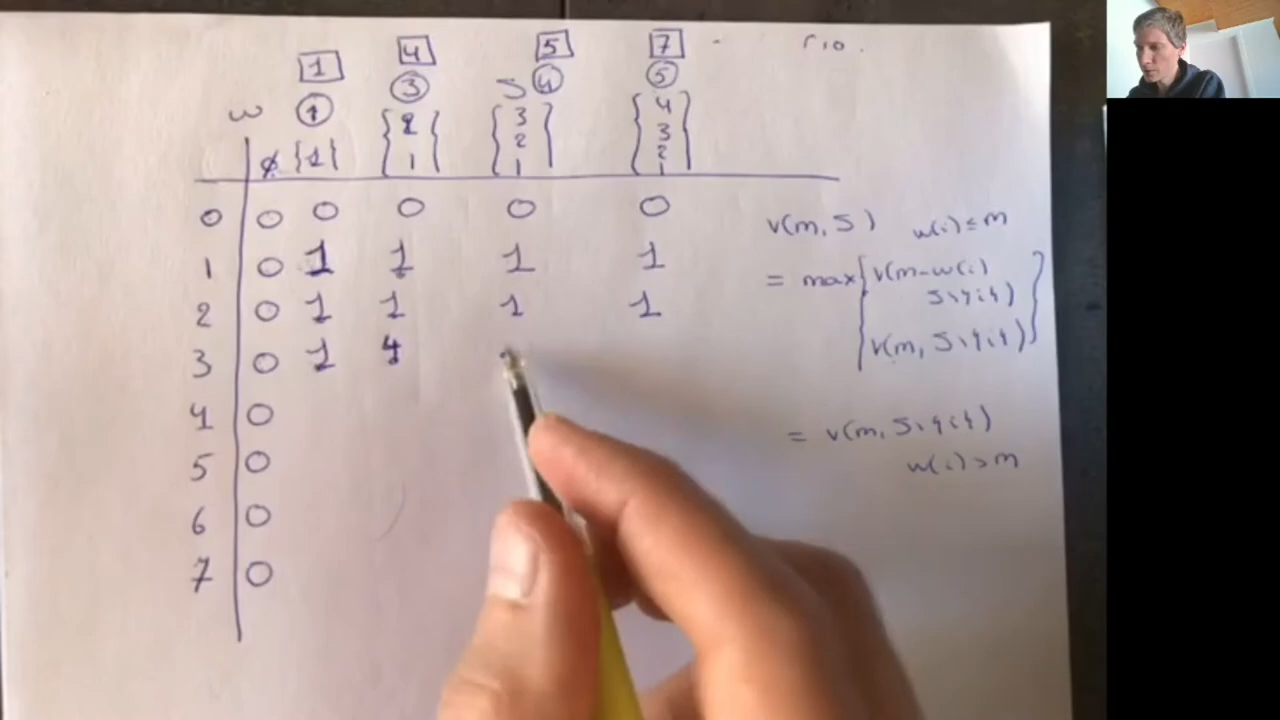 1 4 5 7 - r10.
1 3 S 4 5
w ∅ {1} {2 1} {3 2 1} {4 3 2 1}
0 0 0 0 0 0
1 0 1 1 1 1
2 0 1 1 1 1
3 0 1 4
4 0
5 0
6 0
7 0
v(m, S) w(i) ≤ m
= max{v(m-w(i)
S\{i})
v(m, S\{i})}
= v(m, S\{i})
w(i) > m